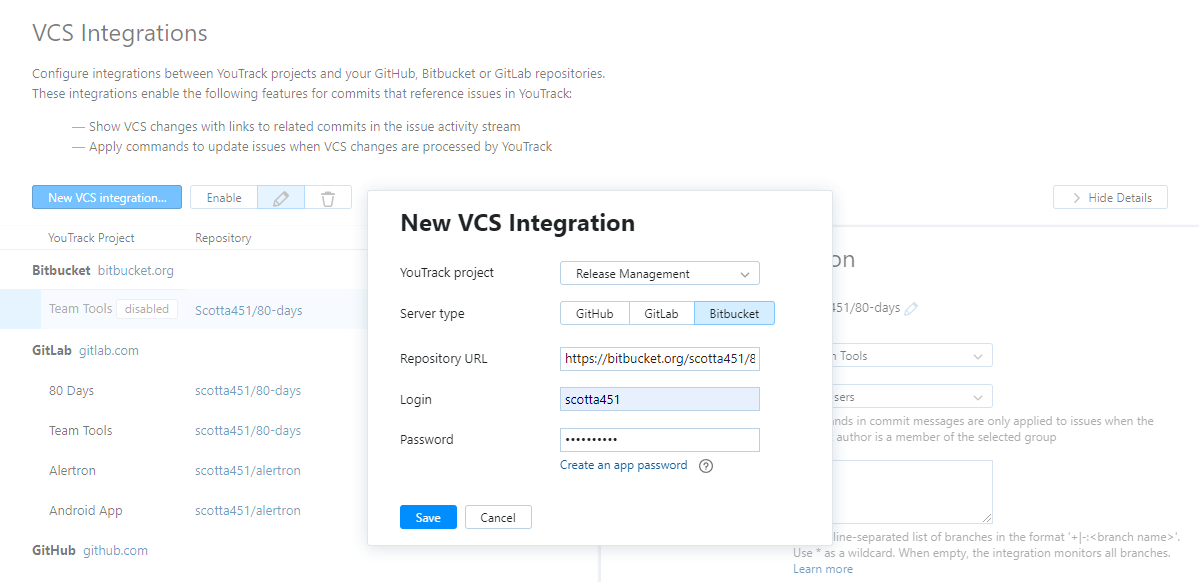 VCS Integrations
Configure integrations between YouTrack projects and your GitHub, Bitbucket or GitLab repositories.
These integrations enable the following features for commits that reference issues in YouTrack:
— Show VCS changes with links to related commits in the issue activity stream
— Apply commands to update issues when VCS changes are processed by YouTrack
New VCS integration...
Enable
Hide Details
YouTrack Project
Repository
Bitbucket bitbucket.org
Team Tools disabled Scotta451/80-days
GitLab gitlab.com
80 Days scotta451/80-days
Team Tools scotta451/80-days
Alertron scotta451/alertron
Android App scotta451/alertron
GitHub github.com
New VCS Integration
YouTrack project Release Management
Server type GitHub GitLab Bitbucket
Repository URL https://bitbucket.org/scotta451/8
Login scotta451
Password ••••••••••
Create an app password ?
Save Cancel
on
451/80-days
Tools
sers
nds in commit messages are only applied to issues when the
author is a member of the selected group
line-separated list of branches in the format '+|-:<branch name>'.
Use * as a wildcard. When empty, the integration monitors all branches.
Learn more